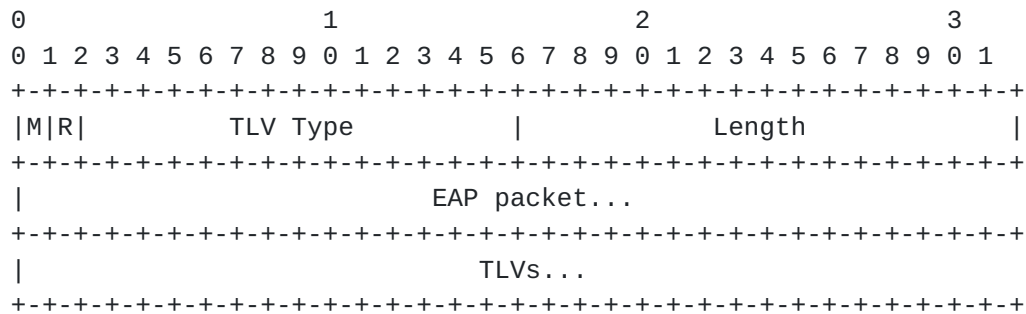 0                   1                   2                   3
0 1 2 3 4 5 6 7 8 9 0 1 2 3 4 5 6 7 8 9 0 1 2 3 4 5 6 7 8 9 0 1
+-+-+-+-+-+-+-+-+-+-+-+-+-+-+-+-+-+-+-+-+-+-+-+-+-+-+-+-+-+-+-+-+
|M|R|         TLV Type          |            Length             |
+-+-+-+-+-+-+-+-+-+-+-+-+-+-+-+-+-+-+-+-+-+-+-+-+-+-+-+-+-+-+-+-+
|                          EAP packet...
+-+-+-+-+-+-+-+-+-+-+-+-+-+-+-+-+-+-+-+-+-+-+-+-+-+-+-+-+-+-+-+-+
|                             TLVs...
+-+-+-+-+-+-+-+-+-+-+-+-+-+-+-+-+-+-+-+-+-+-+-+-+-+-+-+-+-+-+-+-+